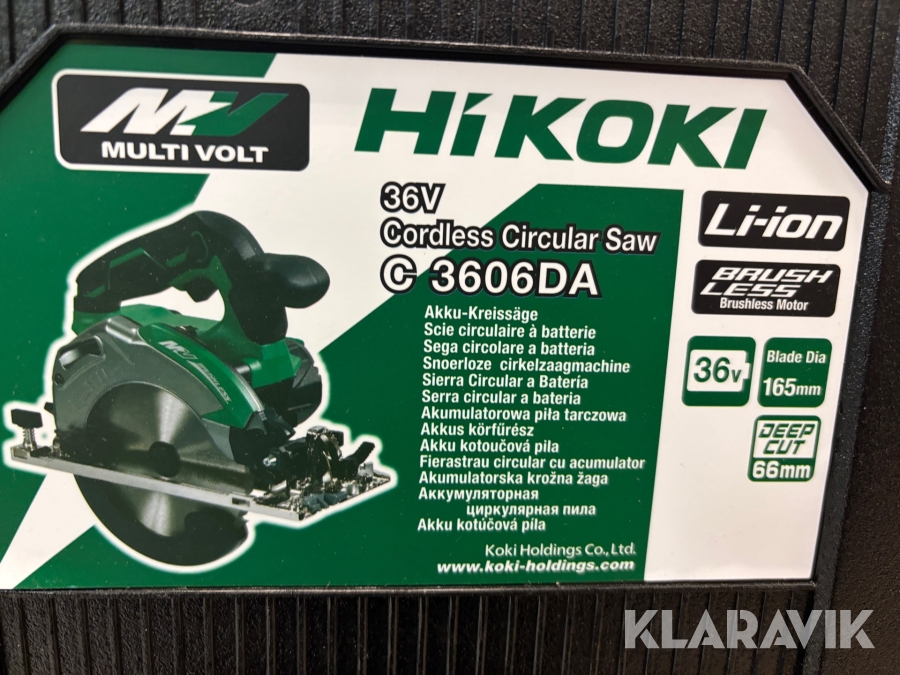 MULTI VOLT
HiKOKI
36V
Cordless Circular Saw
C 3606DA
Li-ion
BRUSH
LESS
Brushless Motor
36V
Blade Dia
165mm
DEEP
CUT
66mm
Akku-Kreissäge
Scie circulaire à batterie
Sega circolare a batteria
Snoerloze cirkelzaagmachine
Sierra Circular a Batería
Serra circular a bateria
Akumulatorowa piła tarczowa
Akkus körfűrész
Akku kotoučová pila
Fierastrau circular cu acumulator
Akumulatorska krožna žaga
Аккумуляторная
циркулярная пила
Akku kotúčová píla
Koki Holdings Co., Ltd.
www.koki-holdings.com
KLARAVIK